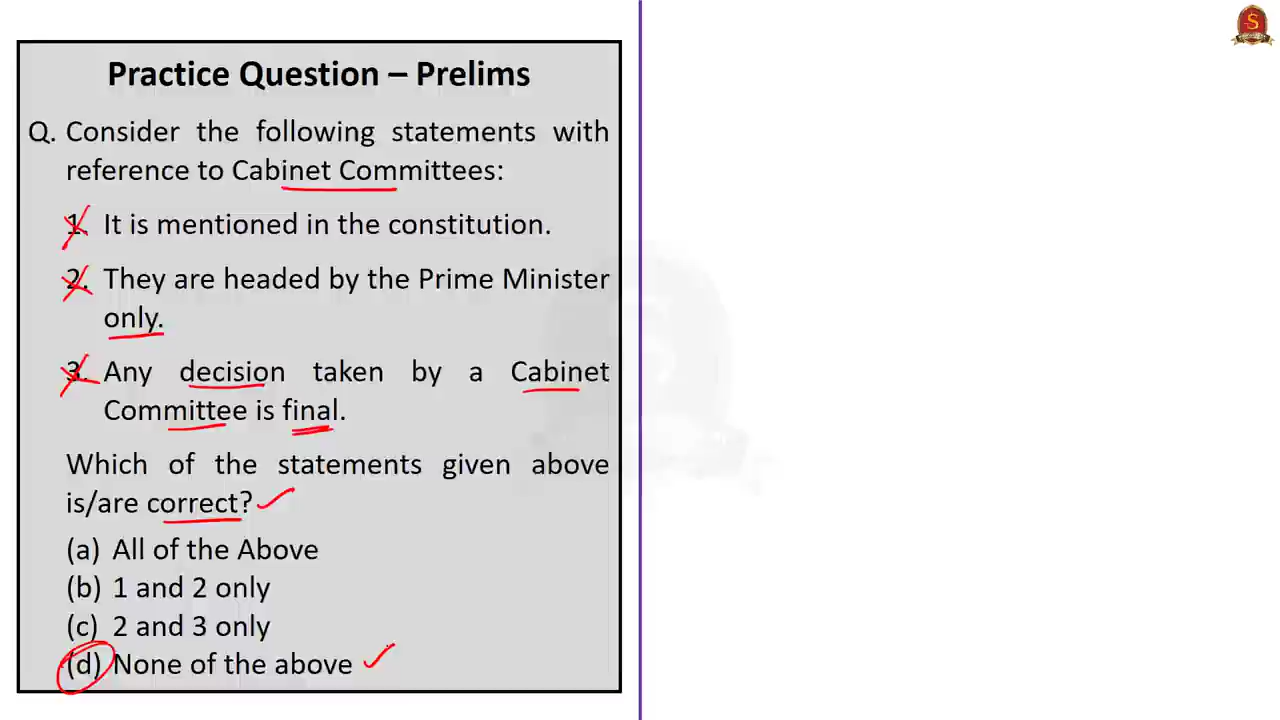 Practice Question – Prelims
Q. Consider the following statements with
reference to Cabinet Committees:
1. It is mentioned in the constitution.
2. They are headed by the Prime Minister
only.
3. Any decision taken by a Cabinet
Committee is final.
Which of the statements given above
is/are correct?
(a) All of the Above
(b) 1 and 2 only
(c) 2 and 3 only
(d) None of the above